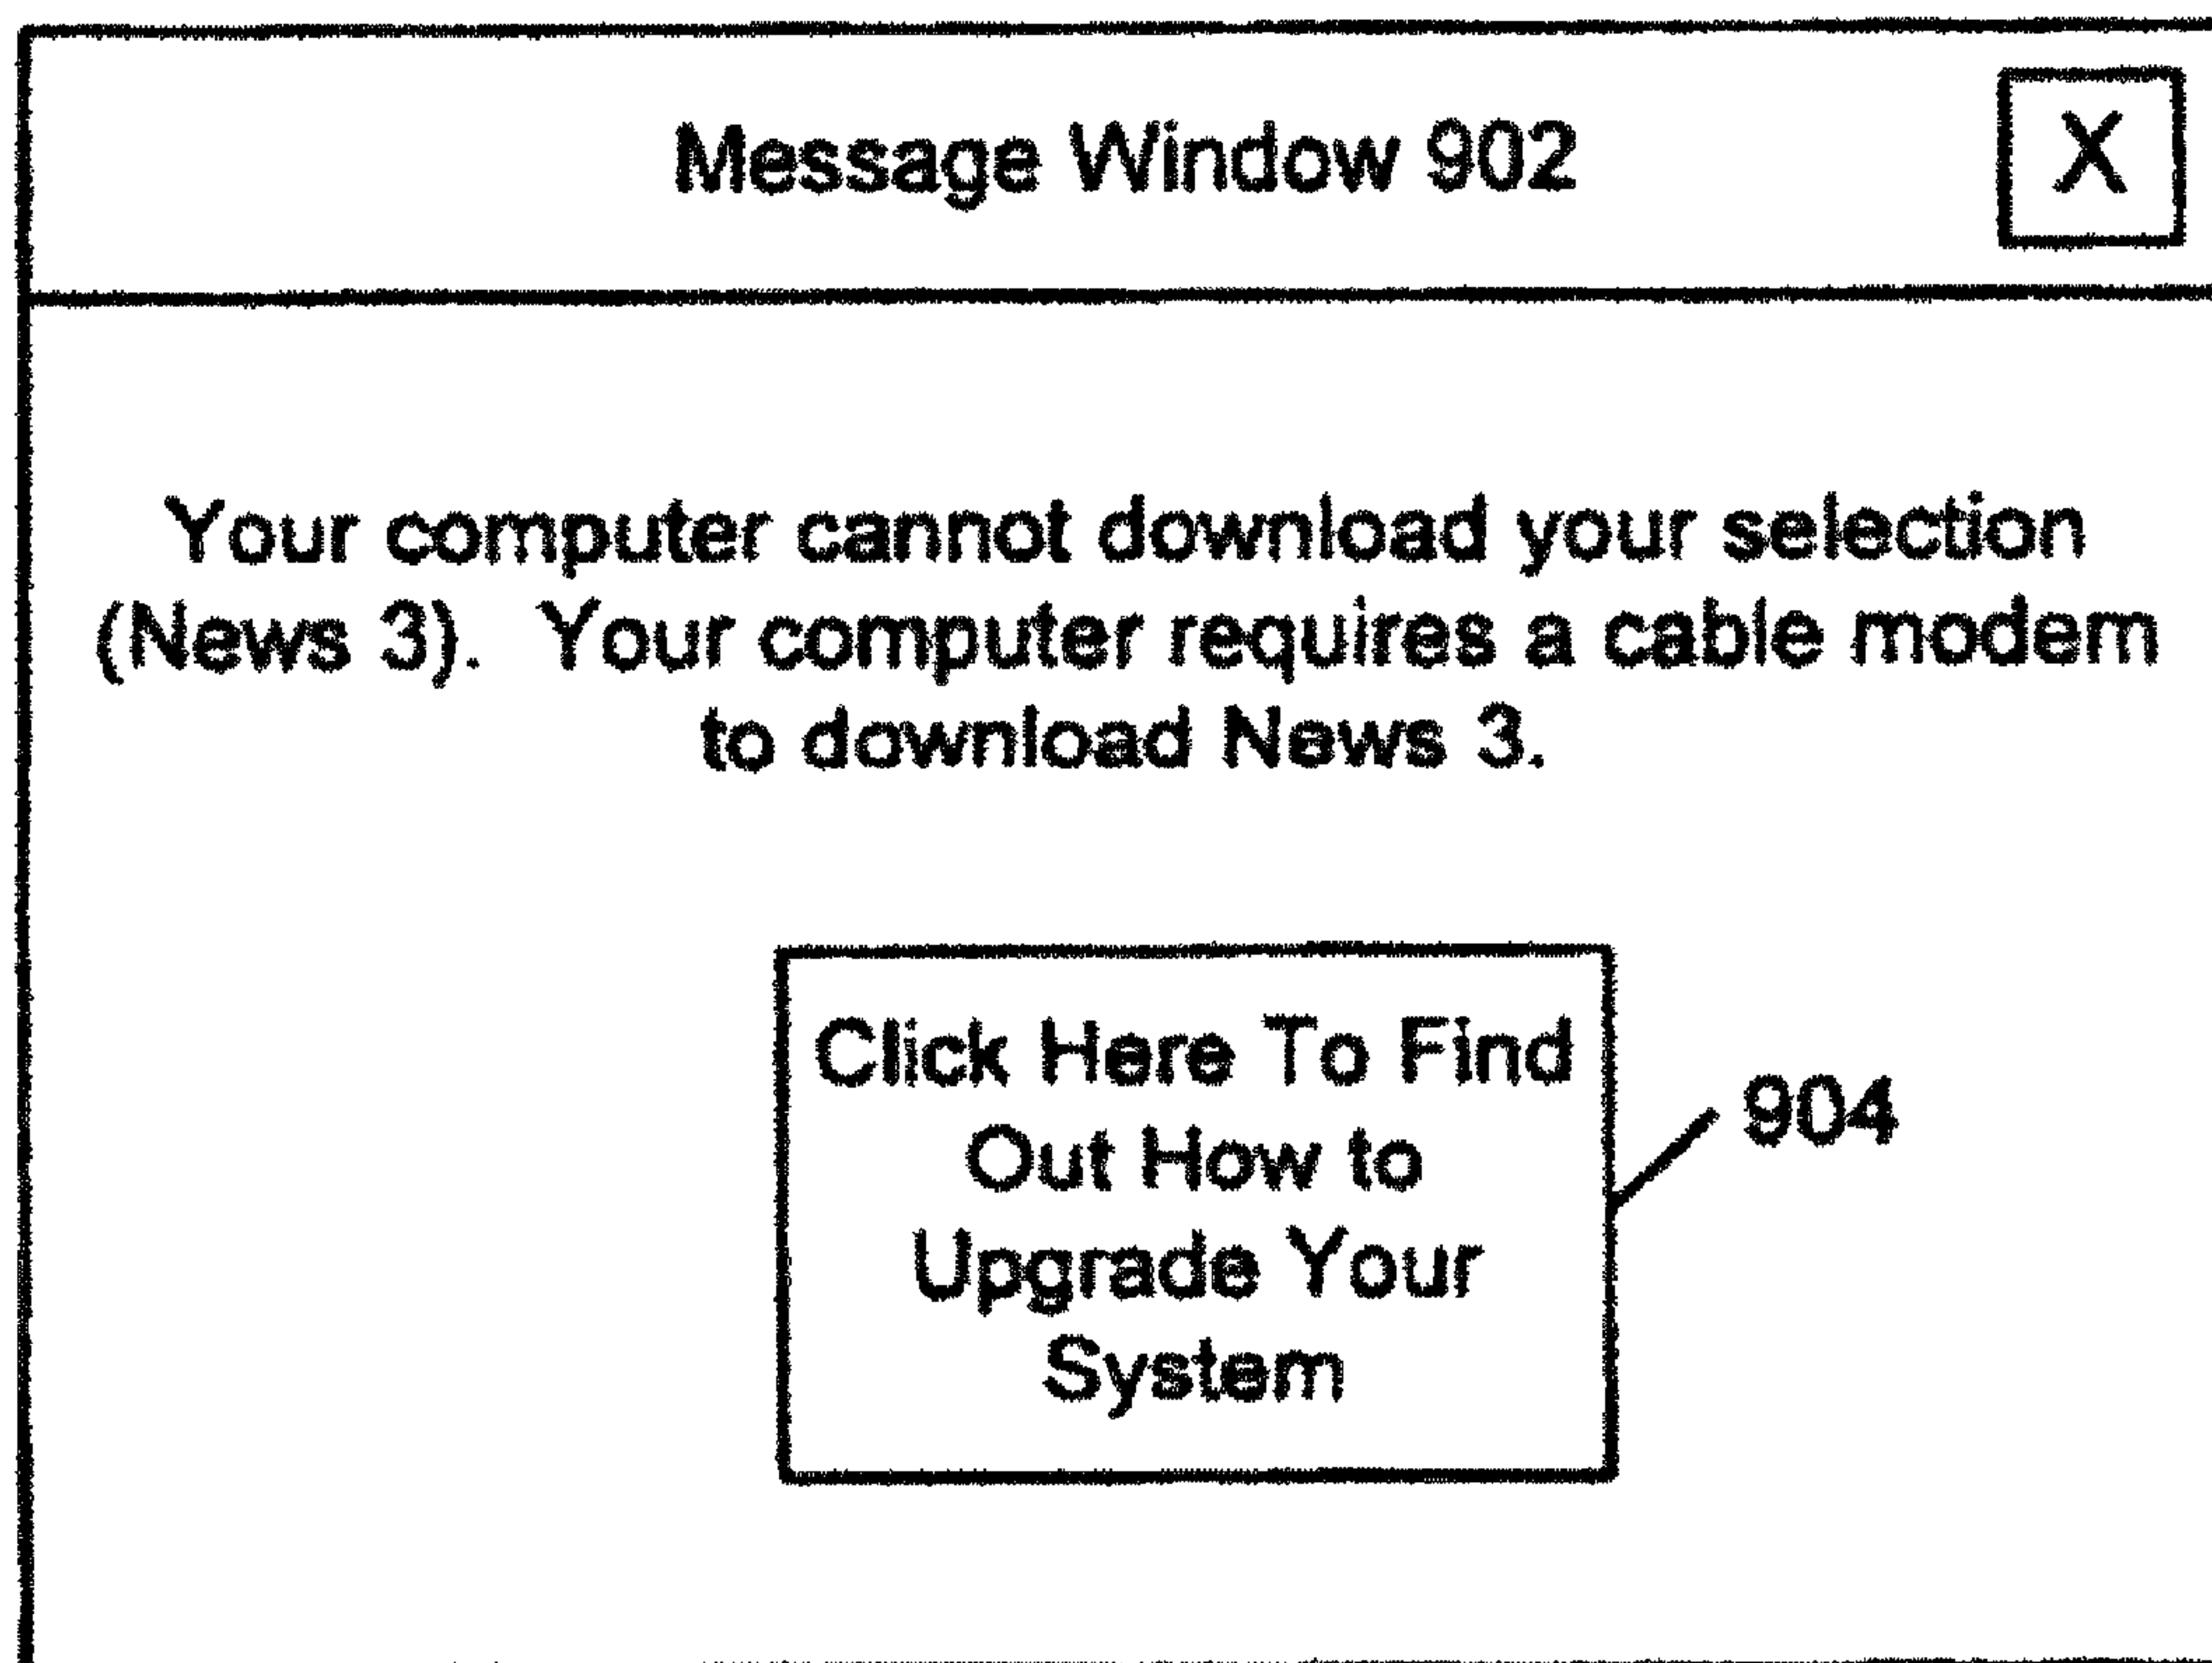 Message Window 902
X
Your computer cannot download your selection
(News 3).  Your computer requires a cable modem
to download News 3.
Click Here To Find
Out How to
Upgrade Your
System
904